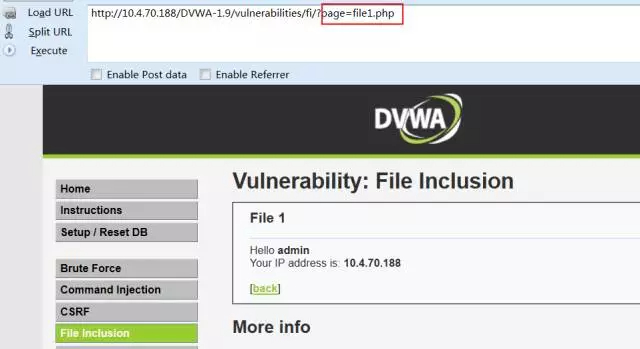 Load URL
http://10.4.70.188/DVWA-1.9/vulnerabilities/fi/?page=file1.php
Split URL
Execute
Enable Post data
Enable Referrer
DVWA
Home
Instructions
Setup / Reset DB
Brute Force
Command Injection
CSRF
File Inclusion
Vulnerability: File Inclusion
File 1
Hello admin
Your IP address is: 10.4.70.188
[back]
More info